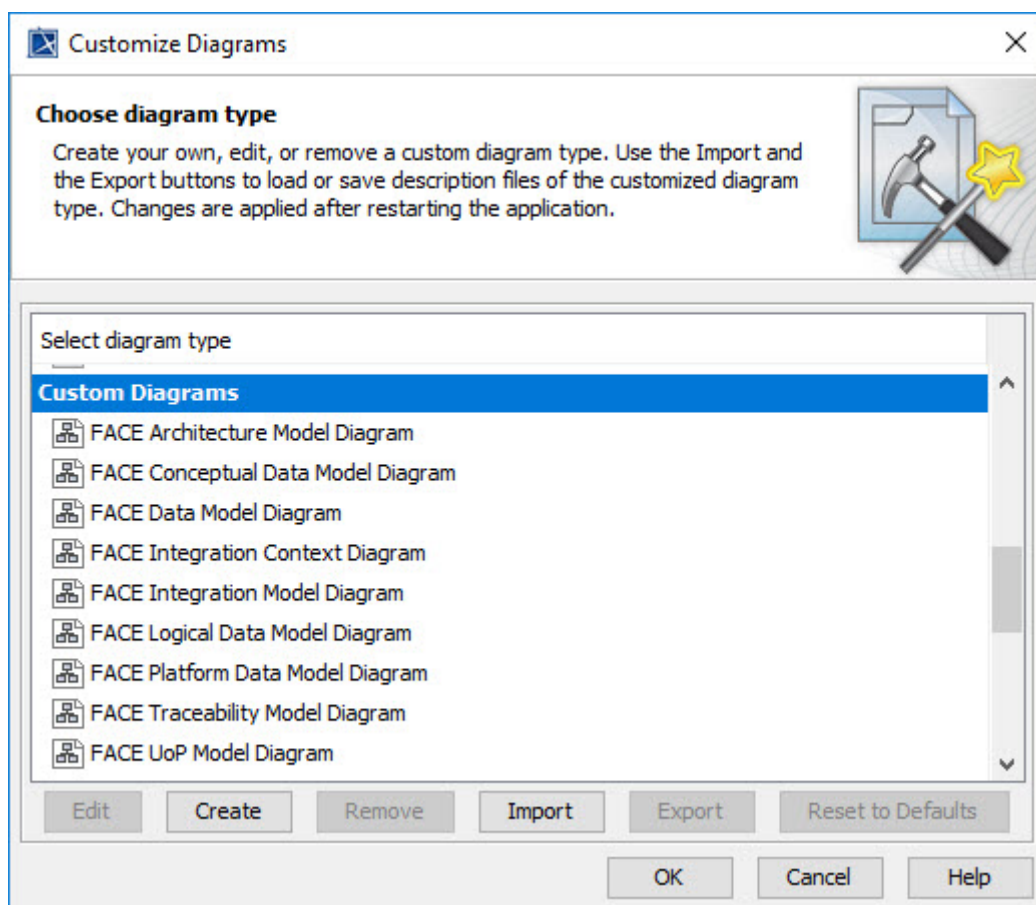 Customize Diagrams
Choose diagram type
Create your own, edit, or remove a custom diagram type. Use the Import and
the Export buttons to load or save description files of the customized diagram
type. Changes are applied after restarting the application.
Select diagram type
Custom Diagrams
FACE Architecture Model Diagram
FACE Conceptual Data Model Diagram
FACE Data Model Diagram
FACE Integration Context Diagram
FACE Integration Model Diagram
FACE Logical Data Model Diagram
FACE Platform Data Model Diagram
FACE Traceability Model Diagram
FACE UoP Model Diagram
Edit Create Remove Import Export Reset to Defaults
OK Cancel Help